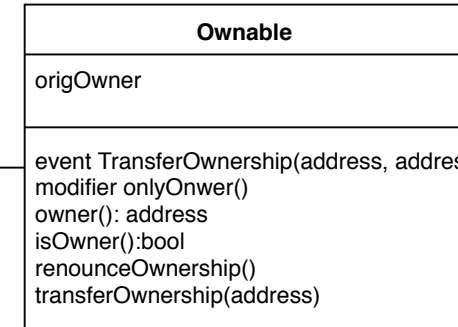 Ownable
origOwner
event TransferOwnership(address, addres
modifier onlyOnwer()
owner(): address
isOwner():bool
renounceOwnership()
transferOwnership(address)